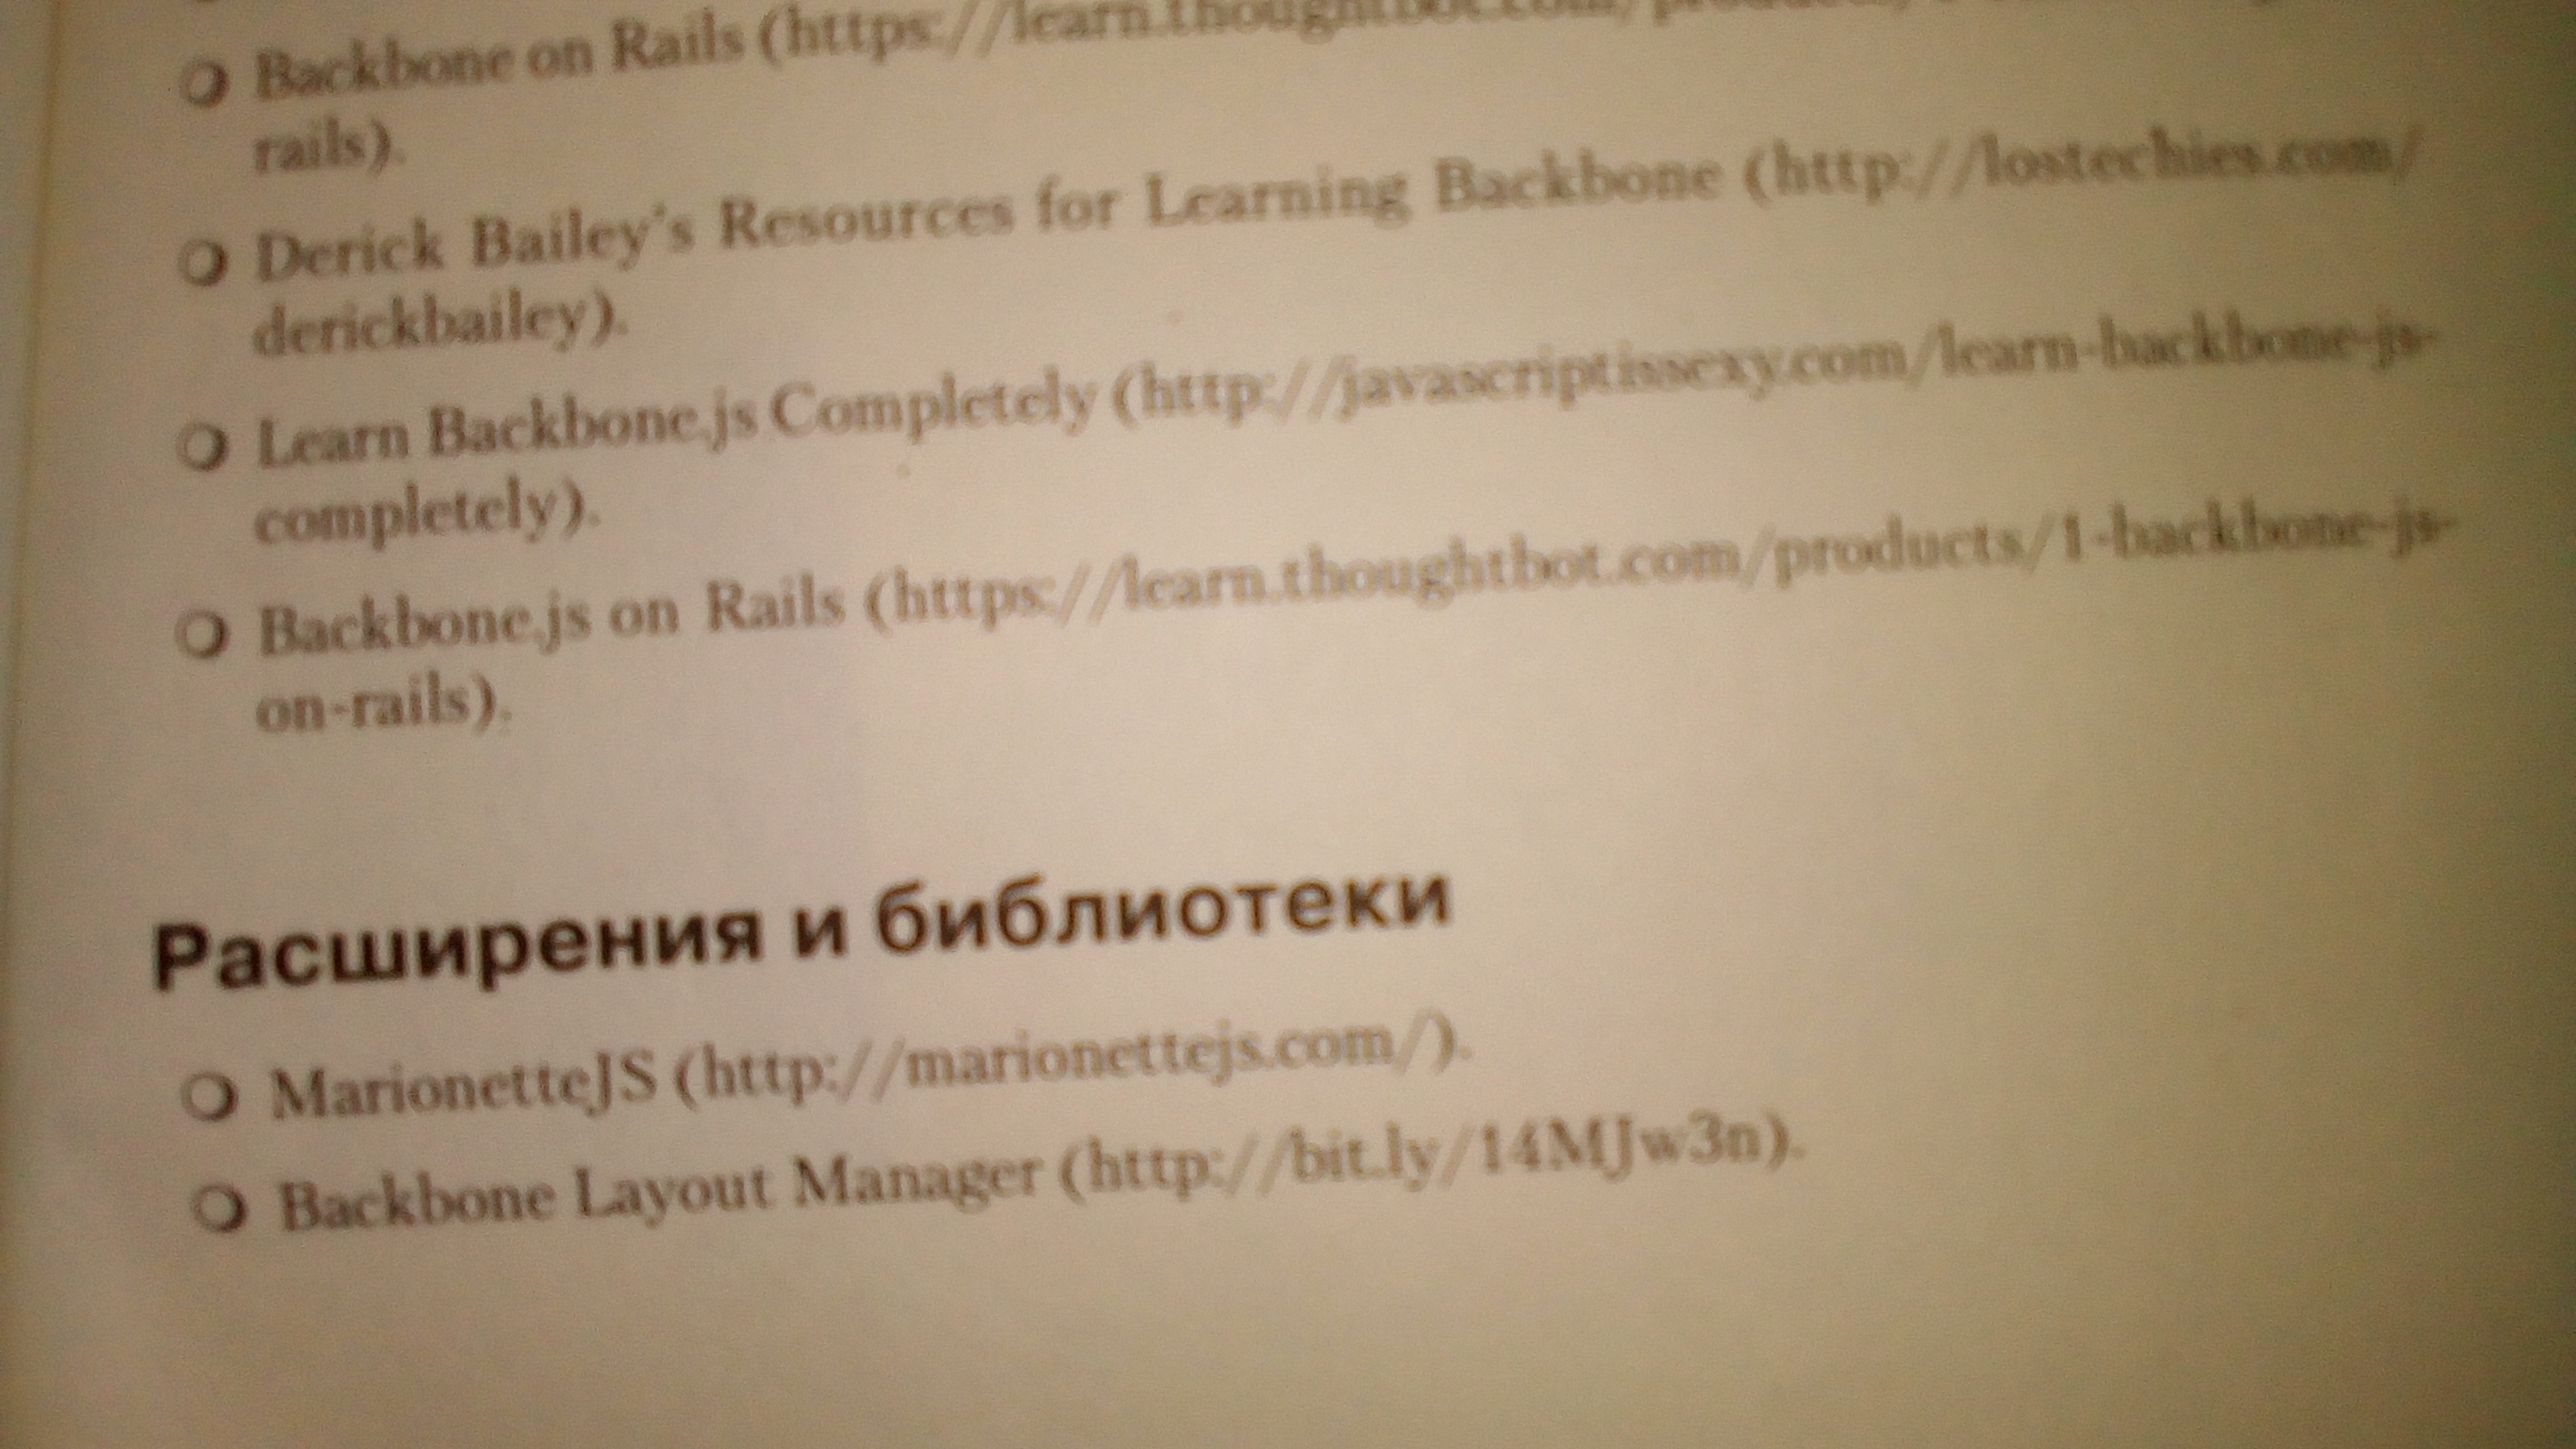 Backbone on Rails (https://learn.thoughtbot.com/
rails).
Derick Bailey's Resources for Learning Backbone (http://lostechies.com/
derickbailey).
Learn Backbone.js Completely (http://javascriptissexy.com/learn-backbone-js-
completely).
Backbone.js on Rails (https://learn.thoughtbot.com/products/1-backbone-js-
on-rails).
Расширения и библиотеки
MarionetteJS (http://marionettejs.com/).
Backbone Layout Manager (http://bit.ly/14MJw3n).